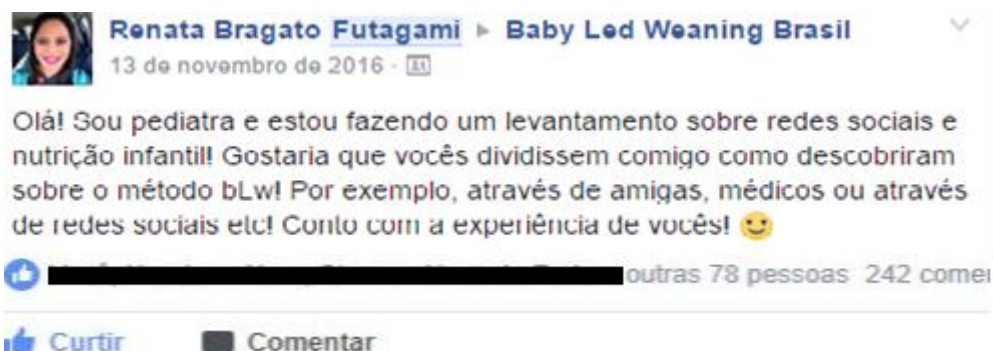 Renata Bragato Futagami ▸ Baby Led Weaning Brasil
13 de novembro de 2016 ·
Olá! Sou pediatra e estou fazendo um levantamento sobre redes sociais e
nutrição infantil! Gostaria que vocês dividissem comigo como descobriram
sobre o método bLw! Por exemplo, através de amigas, médicos ou através
de redes sociais etc! Conto com a experiência de vocês! 🙂
outras 78 pessoas 242 comer
Curtir Comentar